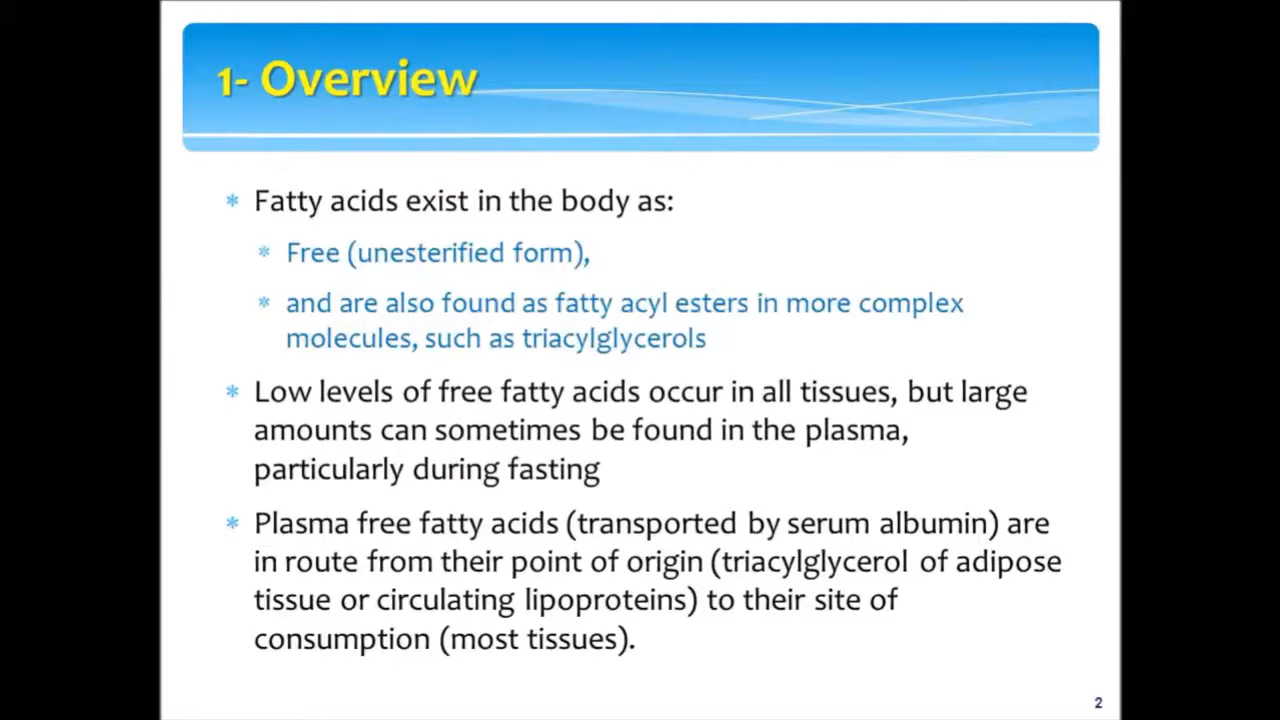 1- Overview
* Fatty acids exist in the body as:
* Free (unesterified form),
* and are also found as fatty acyl esters in more complex
molecules, such as triacylglycerols
* Low levels of free fatty acids occur in all tissues, but large
amounts can sometimes be found in the plasma,
particularly during fasting
* Plasma free fatty acids (transported by serum albumin) are
in route from their point of origin (triacylglycerol of adipose
tissue or circulating lipoproteins) to their site of
consumption (most tissues).
2